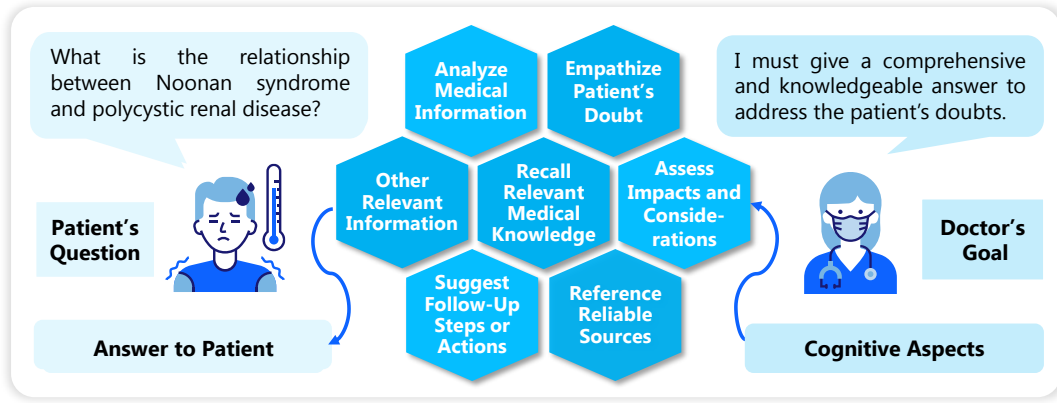 What is the relationship
between Noonan syndrome
and polycystic renal disease?
Patient's
Question
Answer to Patient
Analyze
Medical
Information
Empathize
Patient's
Doubt
Other
Relevant
Information
Recall
Relevant
Medical
Knowledge
Assess
Impacts and
Conside-
rations
Suggest
Follow-Up
Steps or
Actions
Reference
Reliable
Sources
I must give a comprehensive
and knowledgeable answer to
address the patient's doubts.
Doctor's
Goal
Cognitive Aspects